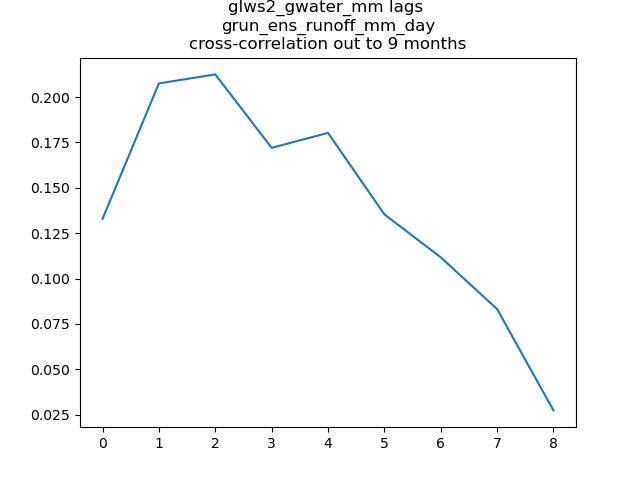 glws2_gwater_mm lags
grun_ens_runoff_mm_day
cross-correlation out to 9 months
0.200
0.175
0.150
0.125
0.100
0.075
0.050
0.025
0 1 2 3 4 5 6 7 8